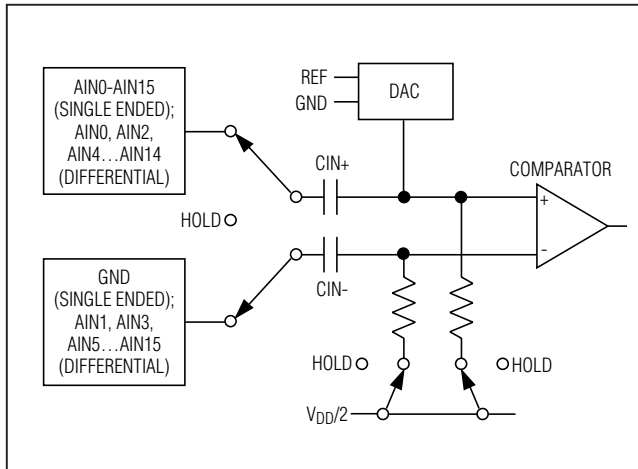 AIN0-AIN15
(SINGLE ENDED);
AIN0, AIN2,
AIN4...AIN14
(DIFFERENTIAL)
REF
GND
DAC
CIN+
COMPARATOR
+
-
HOLD
GND
(SINGLE ENDED);
AIN1, AIN3,
AIN5...AIN15
(DIFFERENTIAL)
CIN-
HOLD
HOLD
VDD/2